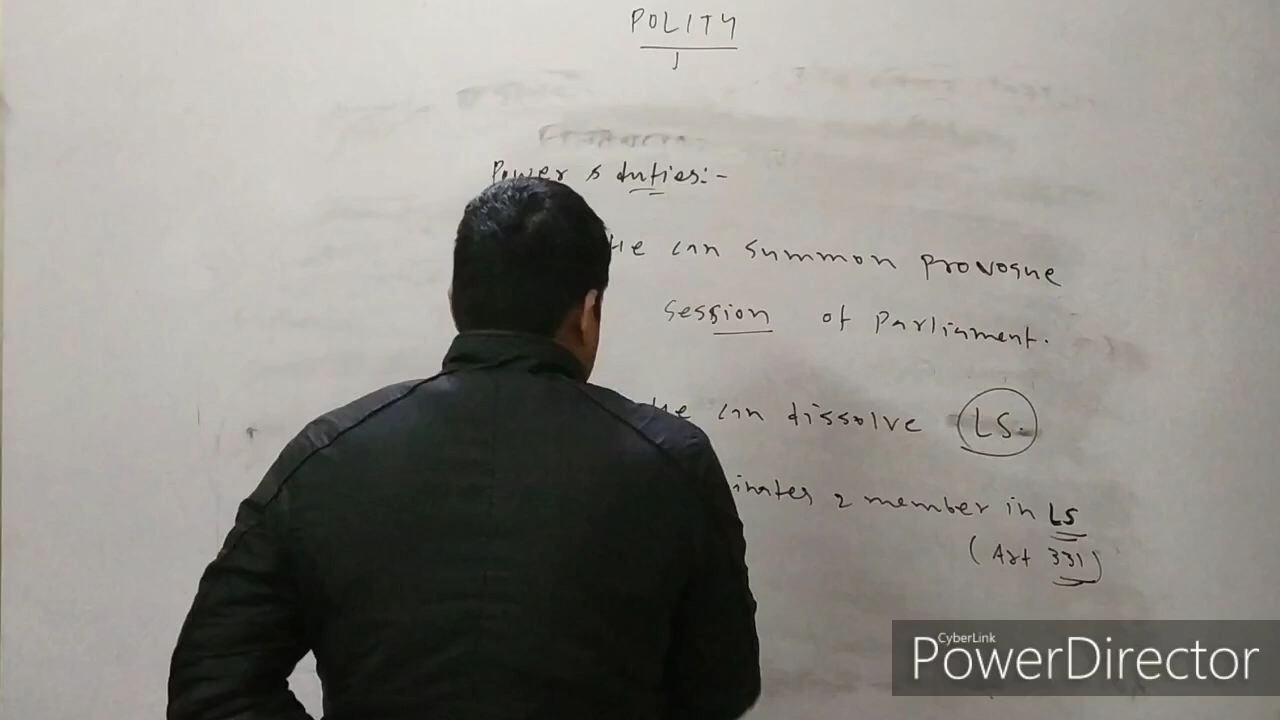 POLITY
Power & duties:-
He can summon provogue
session of Parliament.
He can dissolve LS.
inates 2 member in LS
(Art 331)
CyberLink
PowerDirector